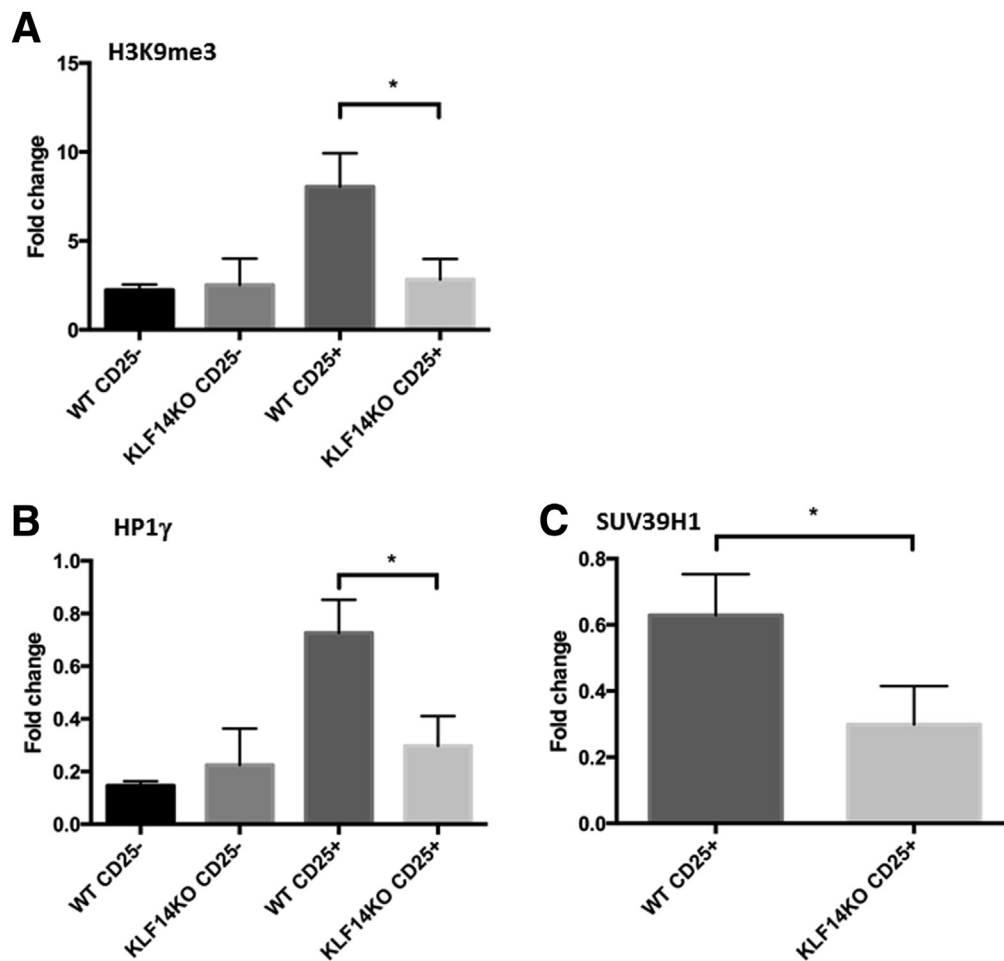 A
H3K9me3
*
15
10
5
0
Fold change
WT CD25-
KLF14KO CD25-
WT CD25+
KLF14KO CD25+
B
HP1γ
*
1.0
0.8
0.6
0.4
0.2
0.0
Fold change
WT CD25-
KLF14KO CD25-
WT CD25+
KLF14KO CD25+
C
SUV39H1
*
0.8
0.6
0.4
0.2
0.0
Fold change
WT CD25+
KLF14KO CD25+